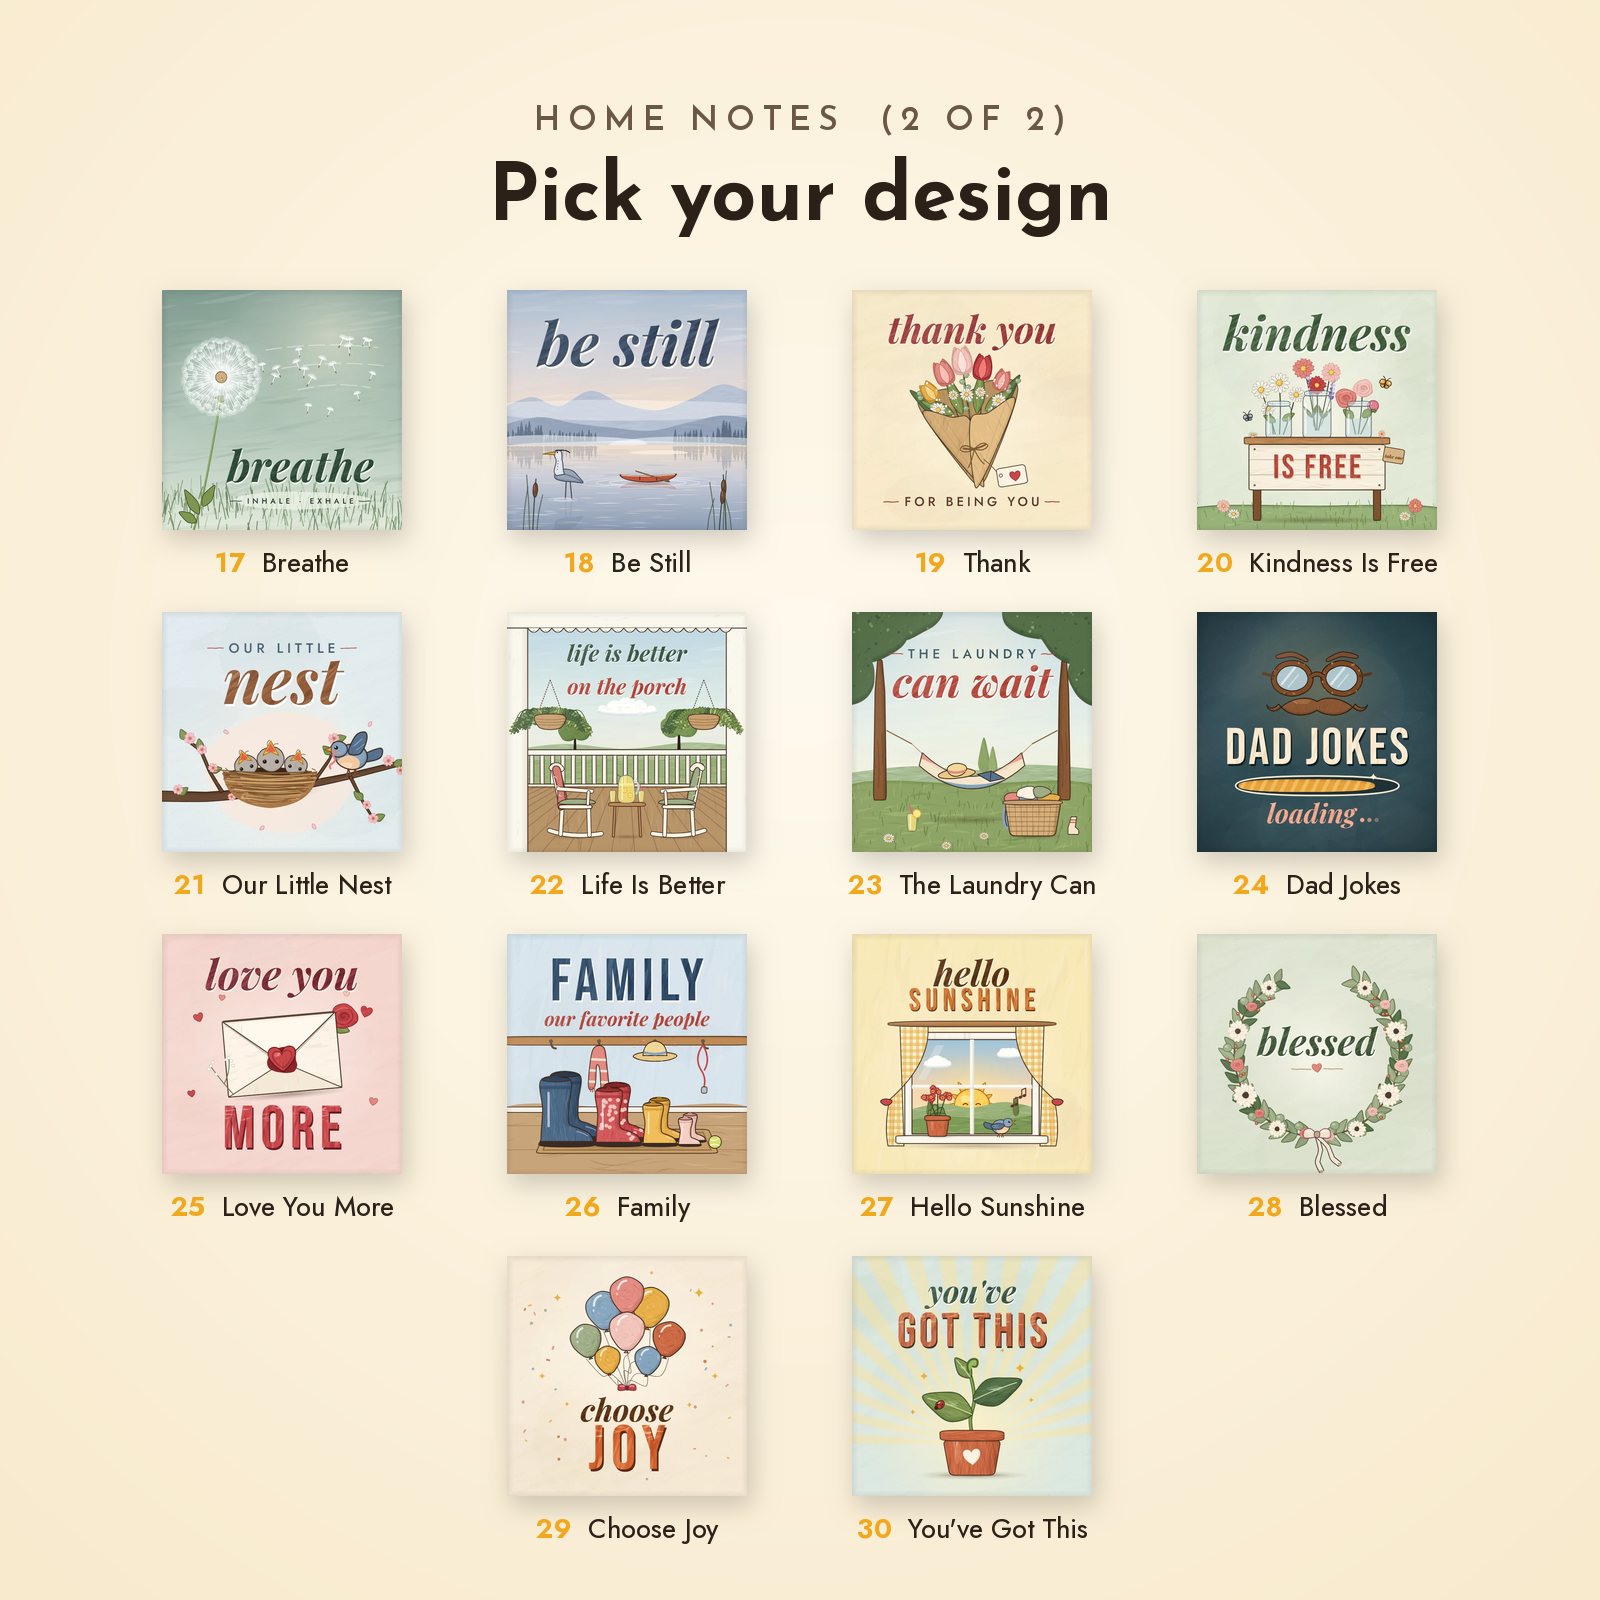 HOME NOTES (2 OF 2)
Pick your design
breathe
INHALE · EXHALE
17 Breathe
be still
18 Be Still
thank you
FOR BEING YOU
19 Thank
kindness
IS FREE
take one
20 Kindness Is Free
OUR LITTLE
nest
21 Our Little Nest
life is better
on the porch
22 Life Is Better
THE LAUNDRY
can wait
23 The Laundry Can
DAD JOKES
loading...
24 Dad Jokes
love you
MORE
25 Love You More
FAMILY
our favorite people
26 Family
hello
SUNSHINE
27 Hello Sunshine
blessed
28 Blessed
choose
JOY
29 Choose Joy
you've
GOT THIS
30 You've Got This